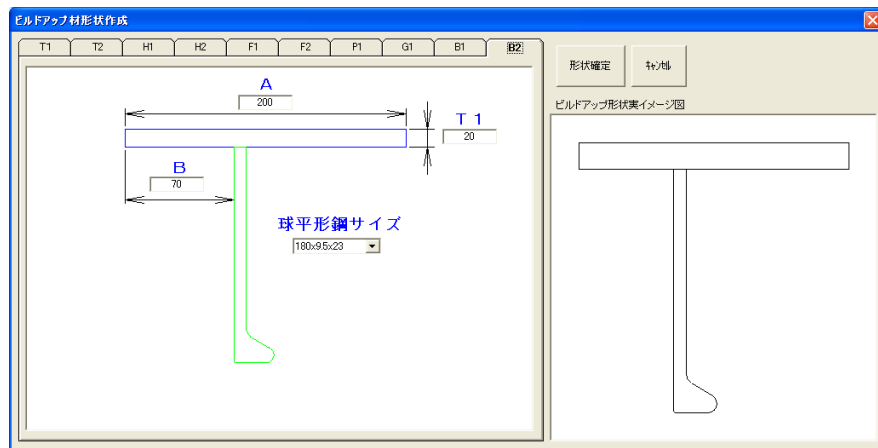 ビルドアップ材形状作成
T1 T2 H1 H2 F1 F2 P1 G1 B1 B2
形状確定 キャンセル
ビルドアップ形状実イメージ図
A
200
T1
20
B
70
球平形鋼サイズ
180x9.5x23